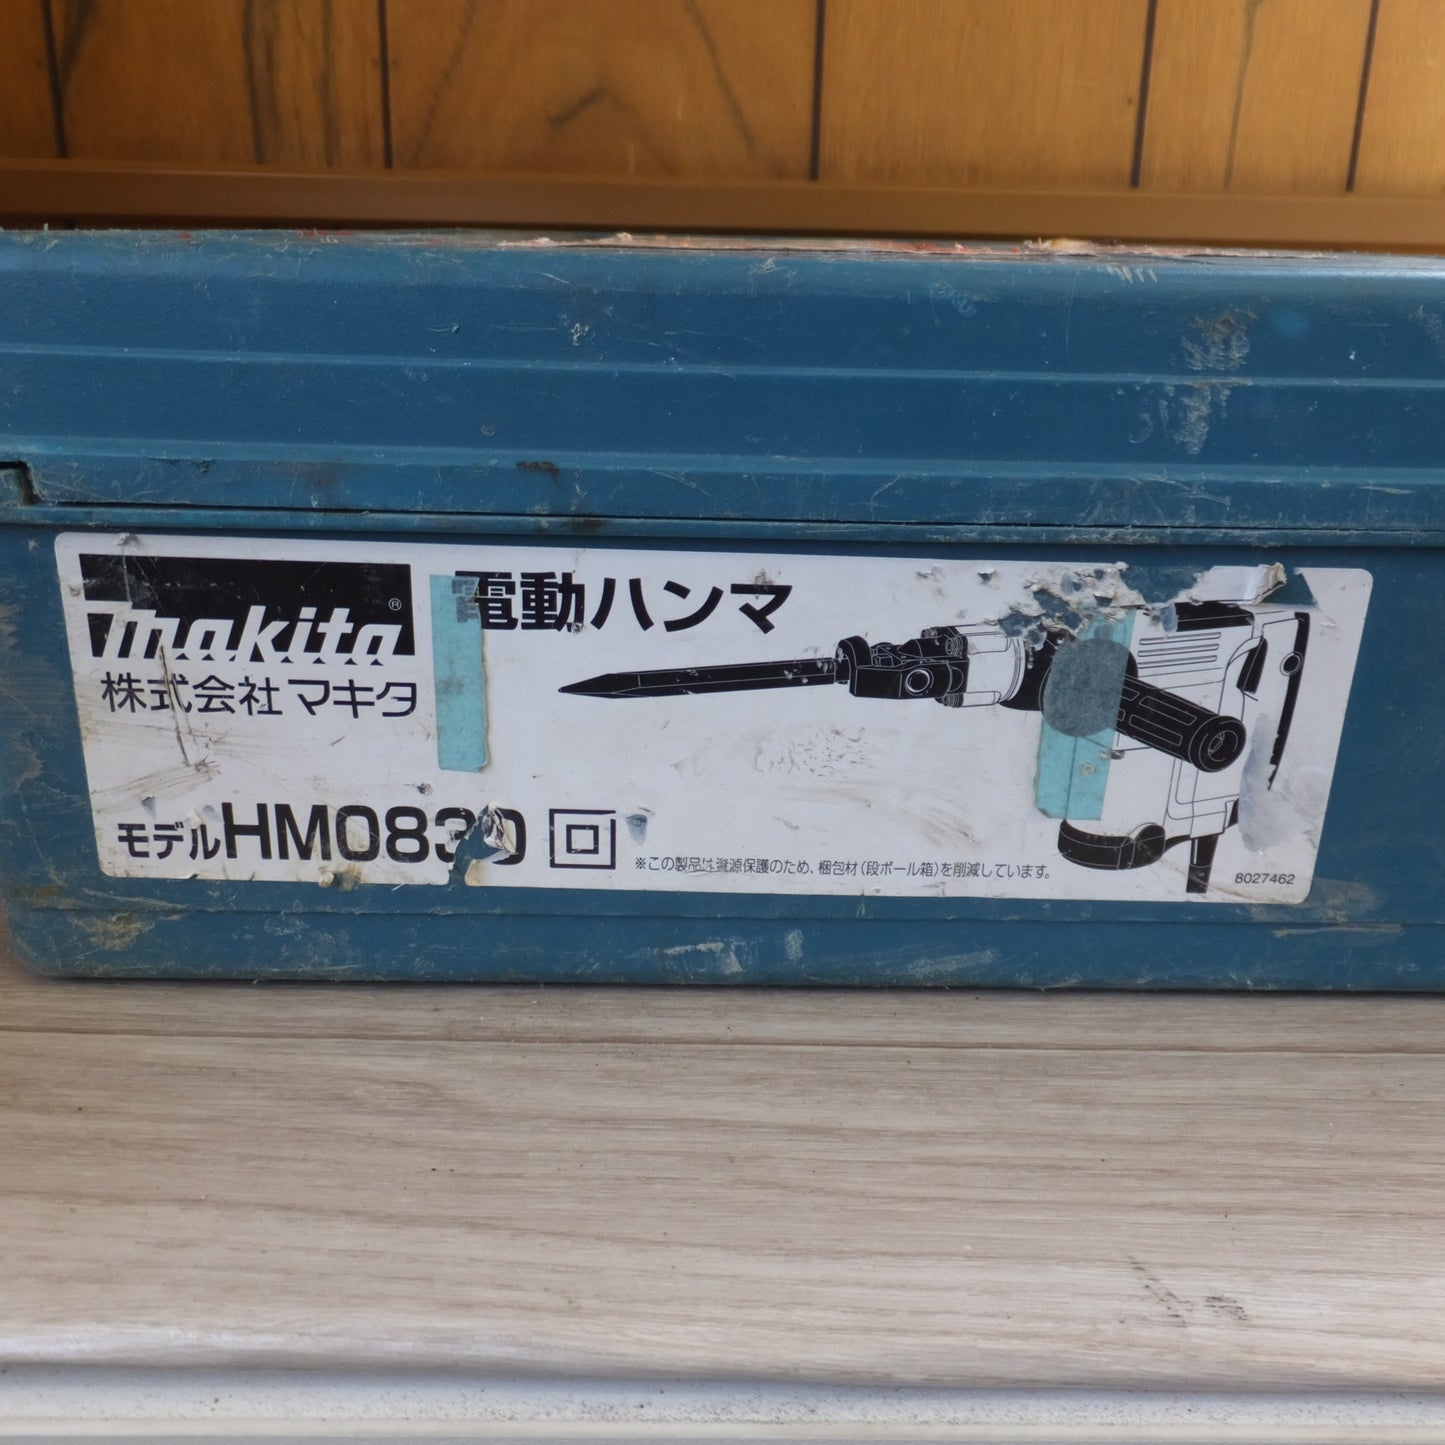 makita®
株式会社マキタ
電動ハンマ
モデルHM0830
※この製品は資源保護のため、梱包材(段ボール箱)を削減しています。
8027462